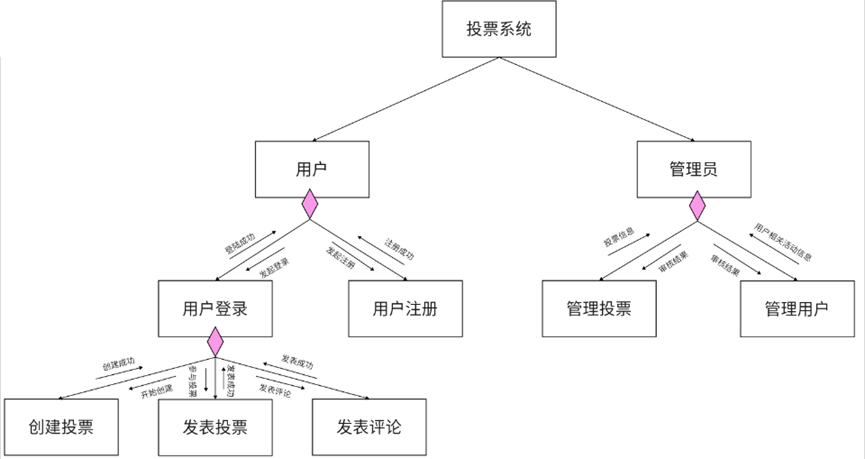 投票系统
用户
管理员
登陆成功
发起登录
发起注册
注册成功
投票信息
审核结果
审核结果
用户相关活动信息
用户登录
用户注册
管理投票
管理用户
创建成功
开始创建
参与投票
发表成功
发表评论
发表成功
创建投票
发表投票
发表评论